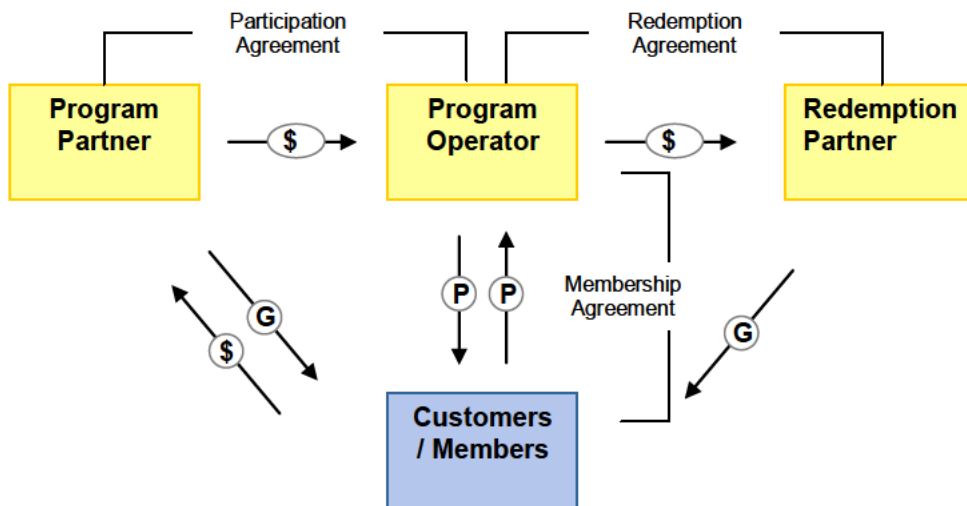 Participation
Agreement
Redemption
Agreement
Program
Partner
$
Program
Operator
$
Redemption
Partner
G
$
P
P
Membership
Agreement
G
Customers
/ Members